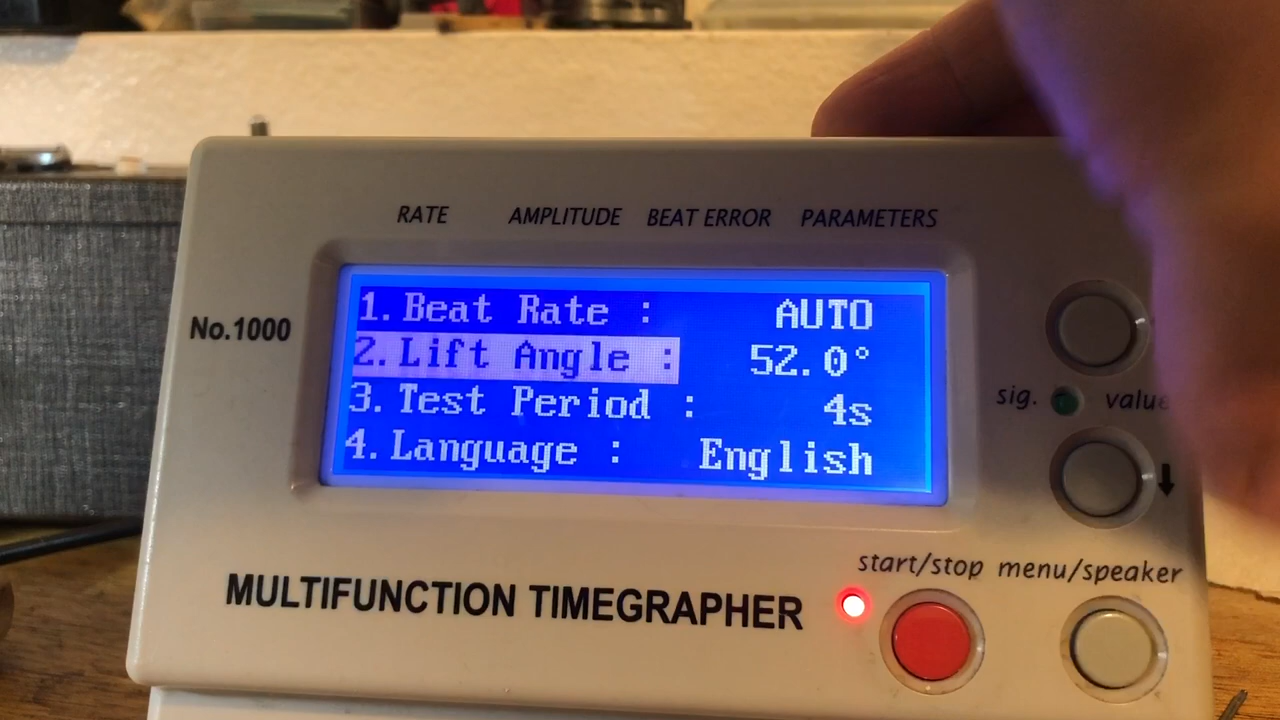 RATE AMPLITUDE BEAT ERROR PARAMETERS
No.1000
1.Beat Rate : AUTO
2.Lift Angle : 52.0°
3.Test Period : 4s
4.Language : English
sig. value
start/stop menu/speaker
MULTIFUNCTION TIMEGRAPHER